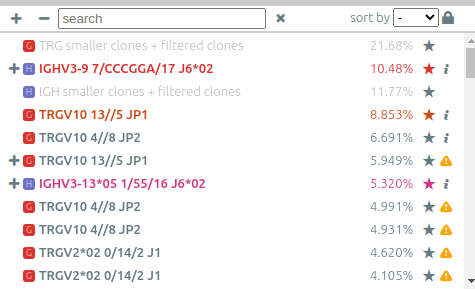 + − search × sort by -
G TRG smaller clones + filtered clones 21.68% ★
+ H IGHV3-9 7/CCCGGA/17 J6*02 10.48% ★ i
H IGH smaller clones + filtered clones 11.77% ★
G TRGV10 13//5 JP1 8.853% ★ i
G TRGV10 4//8 JP2 6.691% ★ i
+ G TRGV10 13//5 JP1 5.949% ★
+ H IGHV3-13*05 1/55/16 J6*02 5.320% ★ i
G TRGV10 4//8 JP2 4.991% ★
G TRGV10 4//8 JP2 4.931% ★
G TRGV2*02 0/14/2 J1 4.620% ★
G TRGV2*02 0/14/2 J1 4.105% ★